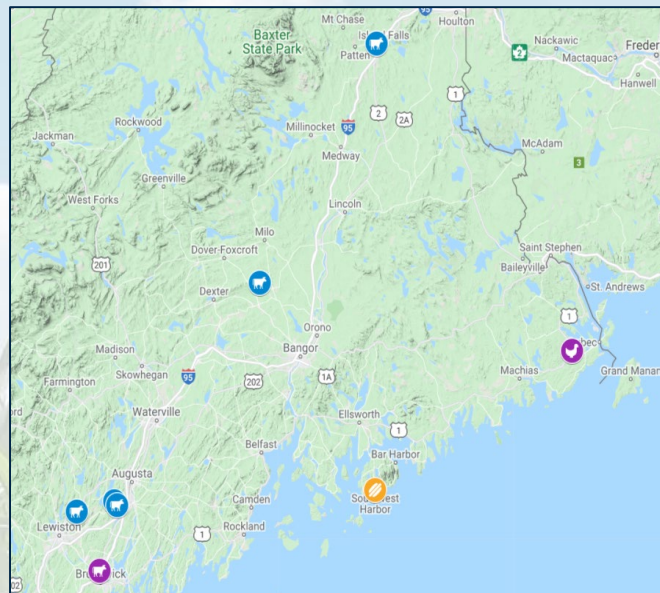 Mt Chase
95
Houlton
Baxter
State Park
Falls
Patten
Nackawic
2
Mactaquac
Hanwell
Rockwood
Jackman
Millinocket
2
2A
1
95
Medway
McAdam
3
Greenville
West Forks
Lincoln
Milo
Dover-Foxcroft
201
Saint Stephen
Baileyville
St. Andrews
Dexter
1
Orono
Bangor
Madison
Skowhegan
95
202
1A
Machias
Grand Manan
Farmington
Waterville
Ellsworth
1
Belfast
Bar Harbor
Augusta
Camden
Harbor
Lewiston
Rockland
1